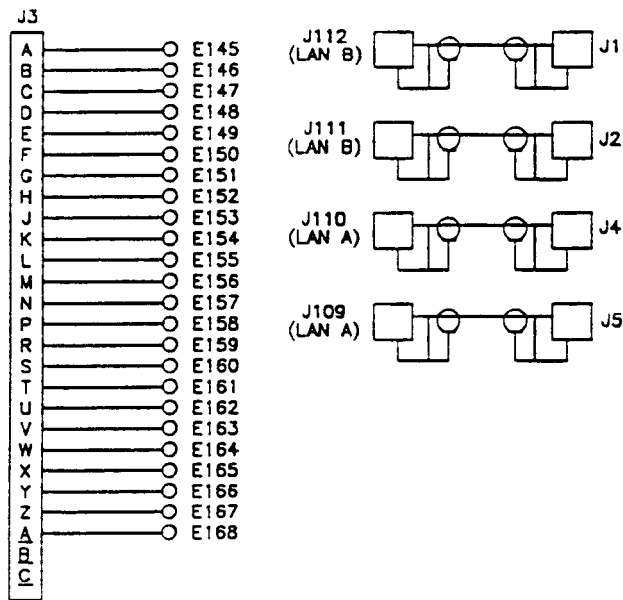 J3
A E145
B E146
C E147
D E148
E E149
F E150
G E151
H E152
J E153
K E154
L E155
M E156
N E157
P E158
R E159
S E160
T E161
U E162
V E163
W E164
X E165
Y E166
Z E167
A E168
B
C
J112
(LAN B)
J1
J111
(LAN B)
J2
J110
(LAN A)
J4
J109
(LAN A)
J5